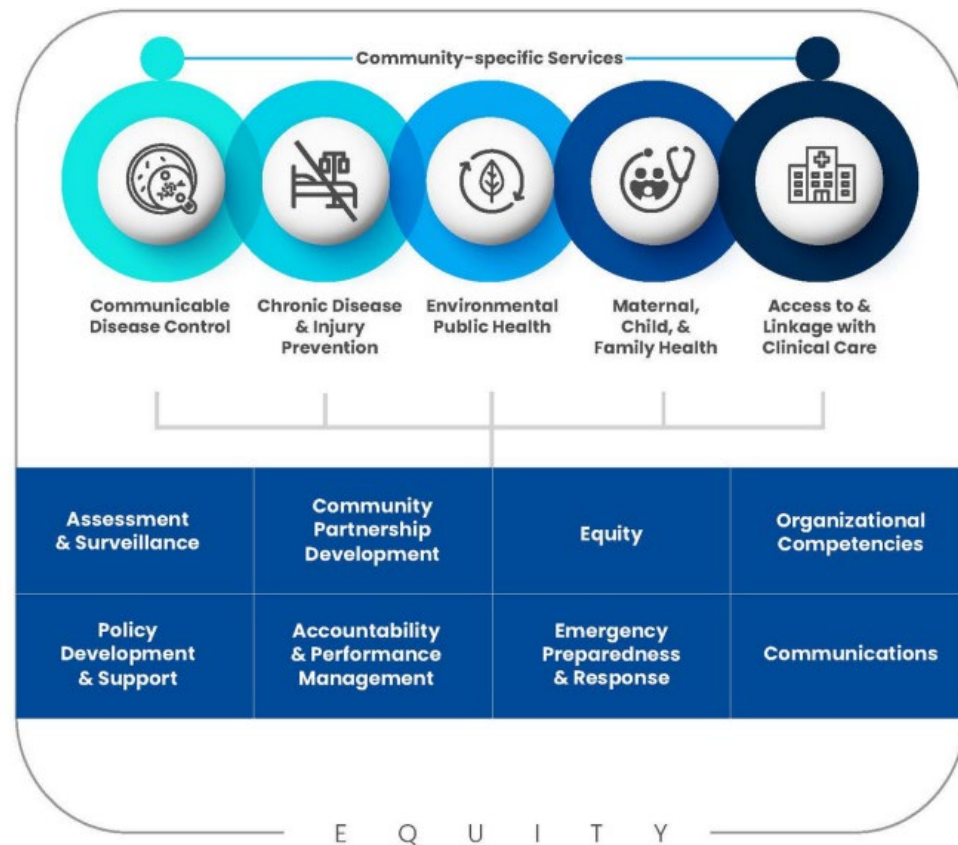 Community-specific Services
Communicable
Disease Control
Chronic Disease
& Injury
Prevention
Environmental
Public Health
Maternal,
Child, &
Family Health
Access to &
Linkage with
Clinical Care
Assessment
& Surveillance
Community
Partnership
Development
Equity
Organizational
Competencies
Policy
Development
& Support
Accountability
& Performance
Management
Emergency
Preparedness
& Response
Communications
E Q U I T Y